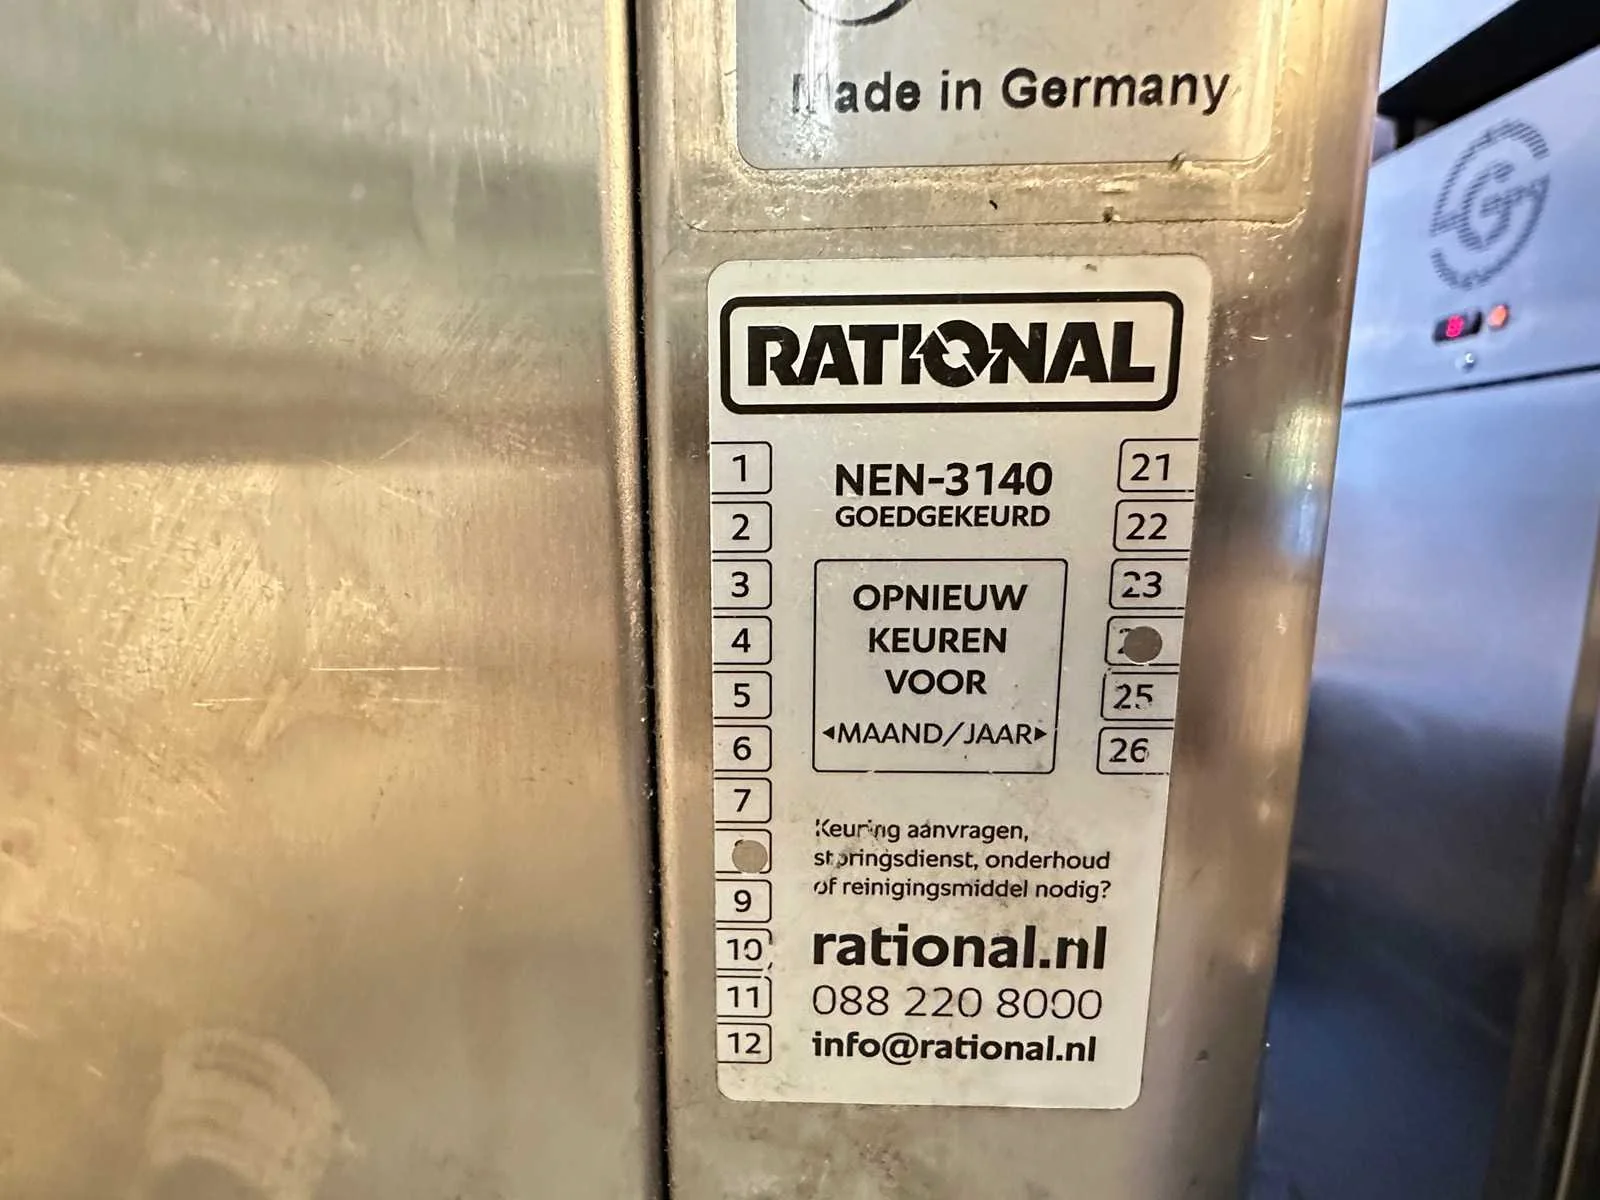 Made in Germany
RATIONAL
NEN-3140
GOEDGEKEURD
OPNIEUW
KEUREN
VOOR
◂MAAND/JAAR▸
1
2
3
4
5
6
7
9
10
11
12
21
22
23
25
26
Keuring aanvragen,
storingsdienst, onderhoud
of reinigingsmiddel nodig?
rational.nl
088 220 8000
info@rational.nl
G